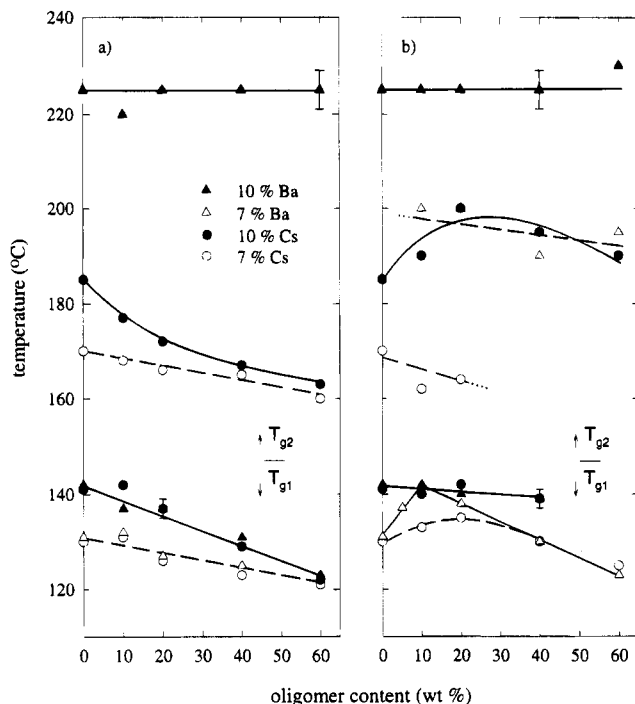 a)
b)
240
220
200
180
160
140
120
temperature (°C)
▲ 10 % Ba
△ 7 % Ba
● 10 % Cs
○ 7 % Cs
↑ Tg2
↓ Tg1
↑ Tg2
↓ Tg1
0 10 20 30 40 50 60
0 10 20 30 40 50 60
oligomer content (wt %)